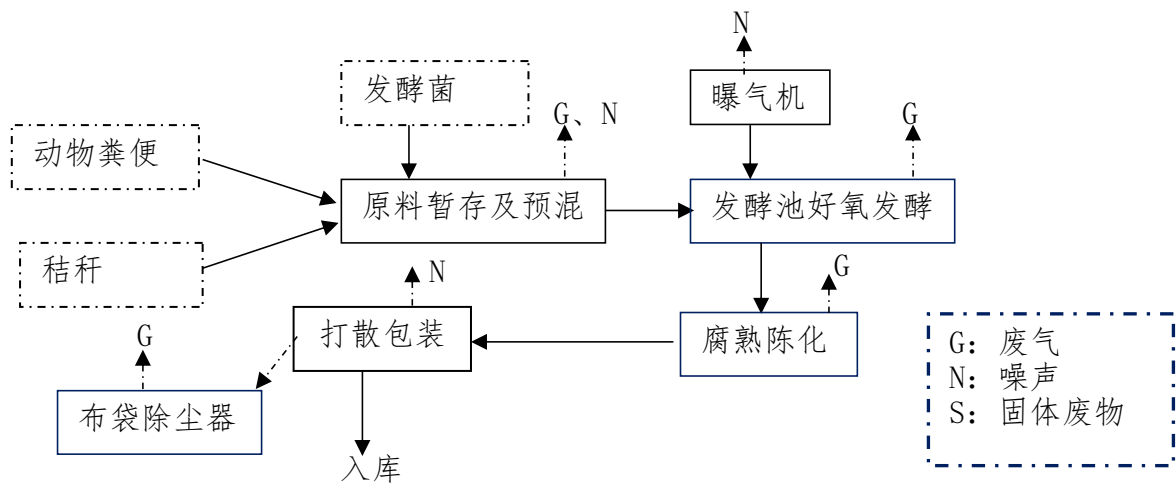 N
发酵菌
曝气机
G、N
G
动物粪便
原料暂存及预混
发酵池好氧发酵
秸秆
N
G
打散包装
腐熟陈化
G
布袋除尘器
入库
G：废气
N：噪声
S：固体废物